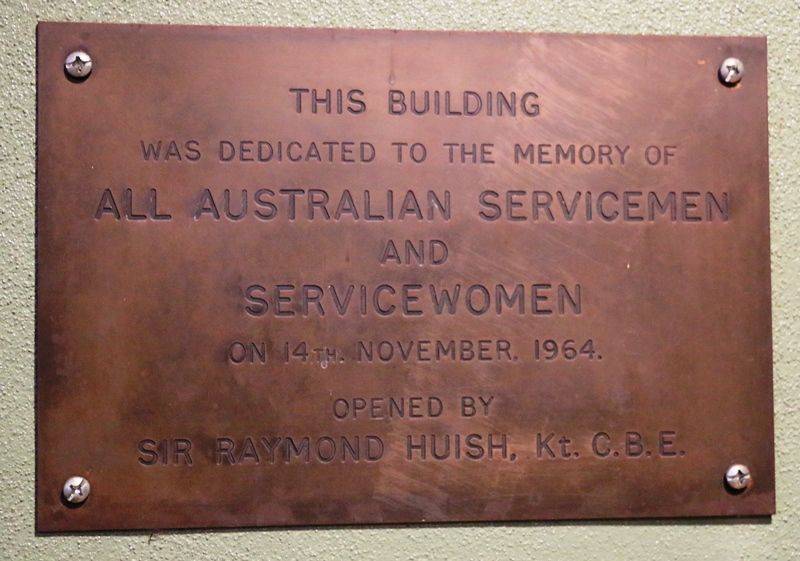 THIS BUILDING
WAS DEDICATED TO THE MEMORY OF
ALL AUSTRALIAN SERVICEMEN
AND
SERVICEWOMEN
ON 14TH. NOVEMBER. 1964.
OPENED BY
SIR RAYMOND HUISH, Kt. C.B.E.